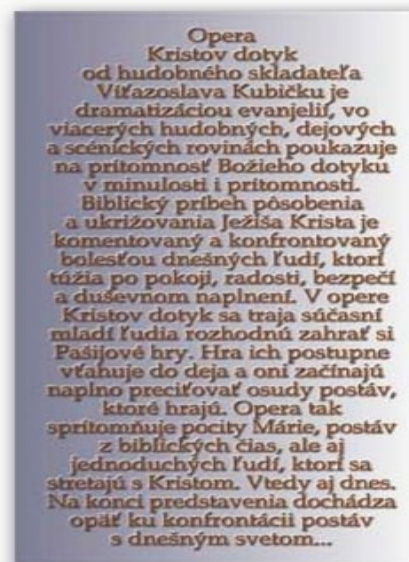 Opera
Kristov dotyk
od hudobného skladateľa
Víťazoslava Kubičku je
dramatizáciou evanjelií, vo
viacerých hudobných, dejových
a scénických rovinách poukazuje
na prítomnosť Božieho dotyku
v minulosti i prítomnosti.
Biblický príbeh pôsobenia
a ukrižovania Ježiša Krista je
komentovaný a konfrontovaný
bolesťou dnešných ľudí, ktorí
túžia po pokoji, radosti, bezpečí
a duševnom naplnení. V opere
Kristov dotyk sa traja súčasní
mladí ľudia rozhodnú zahrať si
Pašijové hry. Hra ich postupne
vťahuje do deja a oni začínajú
naplno preciťovať osudy postáv,
ktoré hrajú. Opera tak
sprítomňuje pocity Márie, postáv
z biblických čias, ale aj
jednoduchých ľudí, ktorí sa
stretajú s Kristom. Vtedy aj dnes.
Na konci predstavenia dochádza
opäť ku konfrontácii postáv
s dnešným svetom...